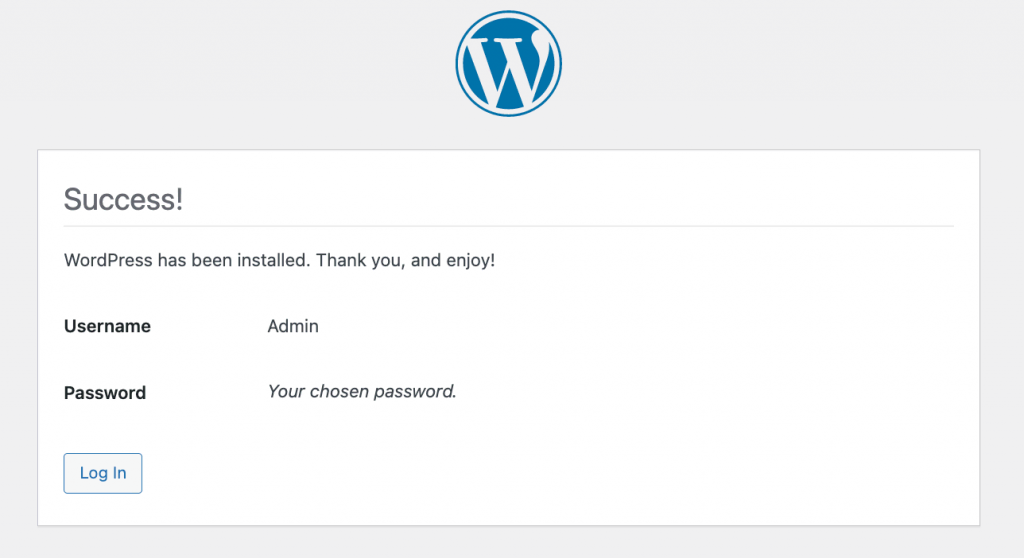 Success!
WordPress has been installed. Thank you, and enjoy!
Username Admin
Password Your chosen password.
Log In